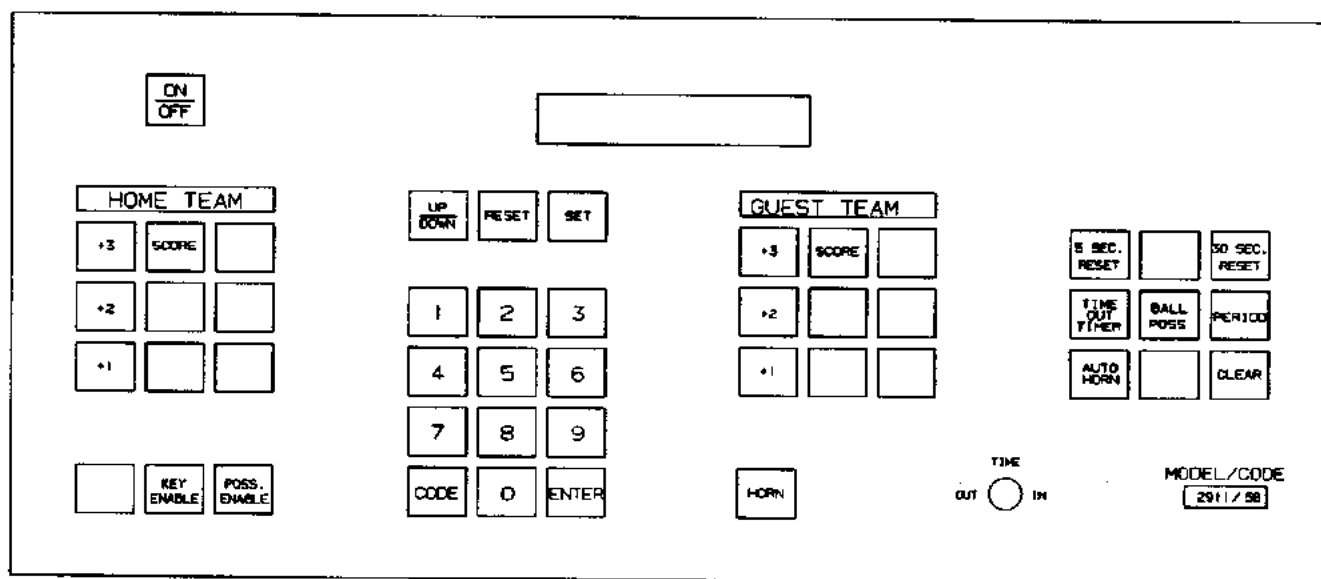 ON
OFF
HOME TEAM
UP
DOWN
RESET
SET
GUEST TEAM
+3
SCORE
+3
SCORE
5 SEC.
RESET
30 SEC.
RESET
+2
1
2
3
+2
TIME
OUT
TIMER
BALL
POSS
PERIOD
+1
4
5
6
+1
AUTO
HORN
CLEAR
7
8
9
KEY
ENABLE
POSS.
ENABLE
CODE
0
ENTER
HORN
TIME
OUT
IN
MODEL/CODE
2911/58